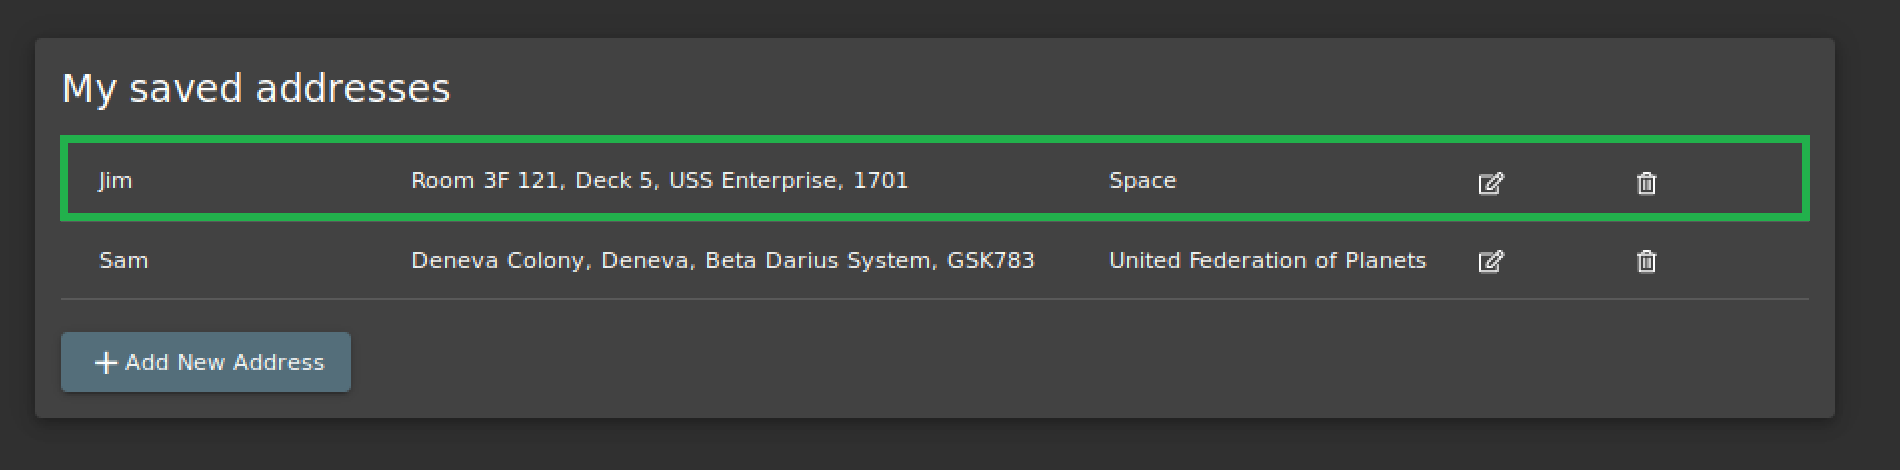 My saved addresses
Jim Room 3F 121, Deck 5, USS Enterprise, 1701 Space
Sam Deneva Colony, Deneva, Beta Darius System, GSK783 United Federation of Planets
Add New Address